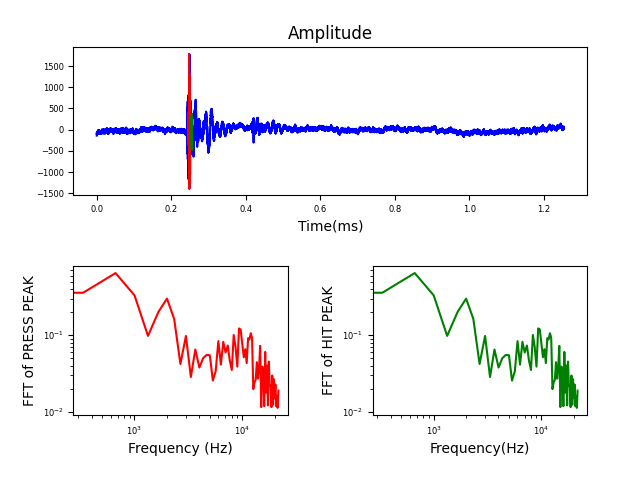 Amplitude
1500
1000
500
0
−500
−1000
−1500
0.0 0.2 0.4 0.6 0.8 1.0 1.2
Time(ms)
FFT of PRESS PEAK
10⁻¹
10⁻²
10³ 10⁴
Frequency (Hz)
FFT of HIT PEAK
10⁻¹
10⁻²
10³ 10⁴
Frequency(Hz)